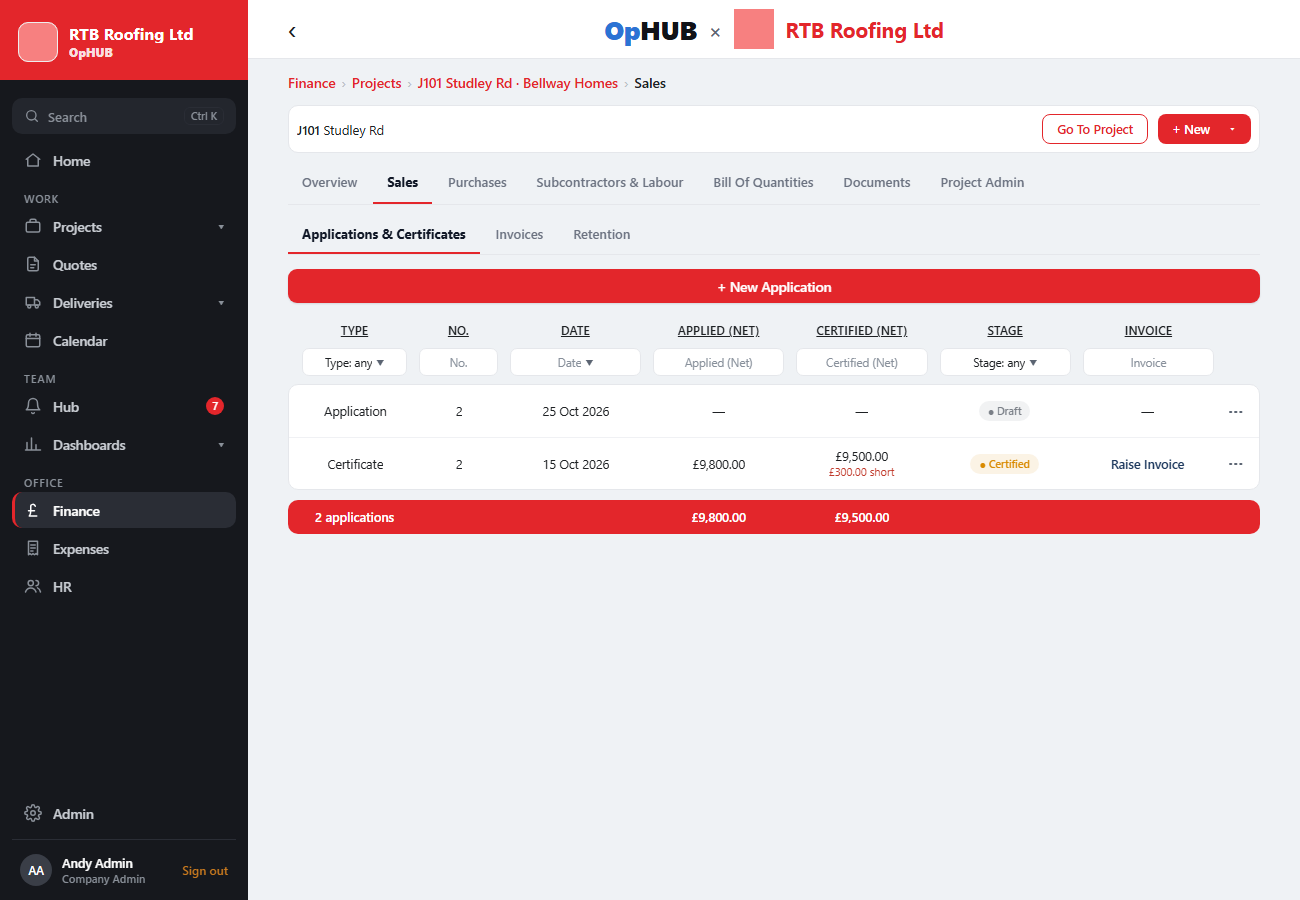 RTB Roofing Ltd
OpHUB
Search Ctrl K
Home
WORK
Projects
Quotes
Deliveries
Calendar
TEAM
Hub 7
Dashboards
OFFICE
£ Finance
Expenses
HR
Admin
AA Andy Admin
Company Admin
Sign out
OpHUB × RTB Roofing Ltd
Finance › Projects › J101 Studley Rd · Bellway Homes › Sales
J101 Studley Rd Go To Project + New
Overview Sales Purchases Subcontractors & Labour Bill Of Quantities Documents Project Admin
Applications & Certificates Invoices Retention
+ New Application
TYPE NO. DATE APPLIED (NET) CERTIFIED (NET) STAGE INVOICE
Type: any ▼ No. Date ▼ Applied (Net) Certified (Net) Stage: any ▼ Invoice
Application 2 25 Oct 2026 — — ● Draft — ···
Certificate 2 15 Oct 2026 £9,800.00 £9,500.00 ● Certified Raise Invoice ···
£300.00 short
2 applications £9,800.00 £9,500.00